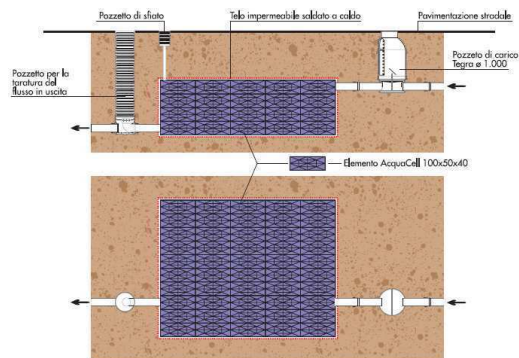 Pozzetto di sfiato
Telo impermeabile saldato a caldo
Pavimentazione stradale
Pozzetto per la
taratura del
flusso in uscita
Pozzetto di carico
Tegra ø 1.000
Elemento AcquaCell 100x50x40